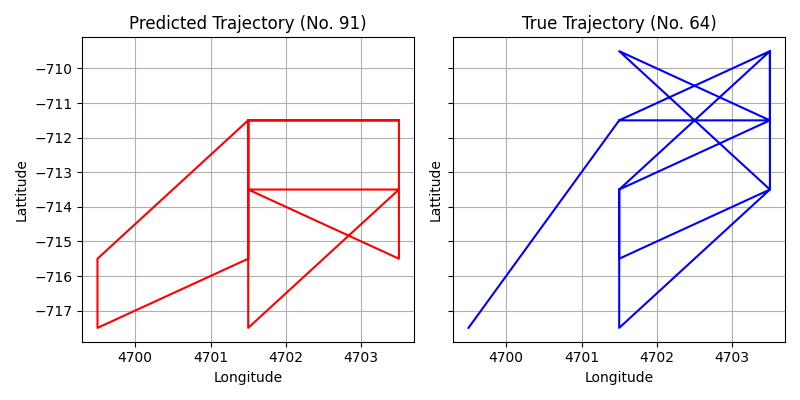 Predicted Trajectory (No. 91)
True Trajectory (No. 64)
−710
−711
−712
−713
−714
−715
−716
−717
Lattitude
Lattitude
4700
4701
4702
4703
4700
4701
4702
4703
Longitude
Longitude